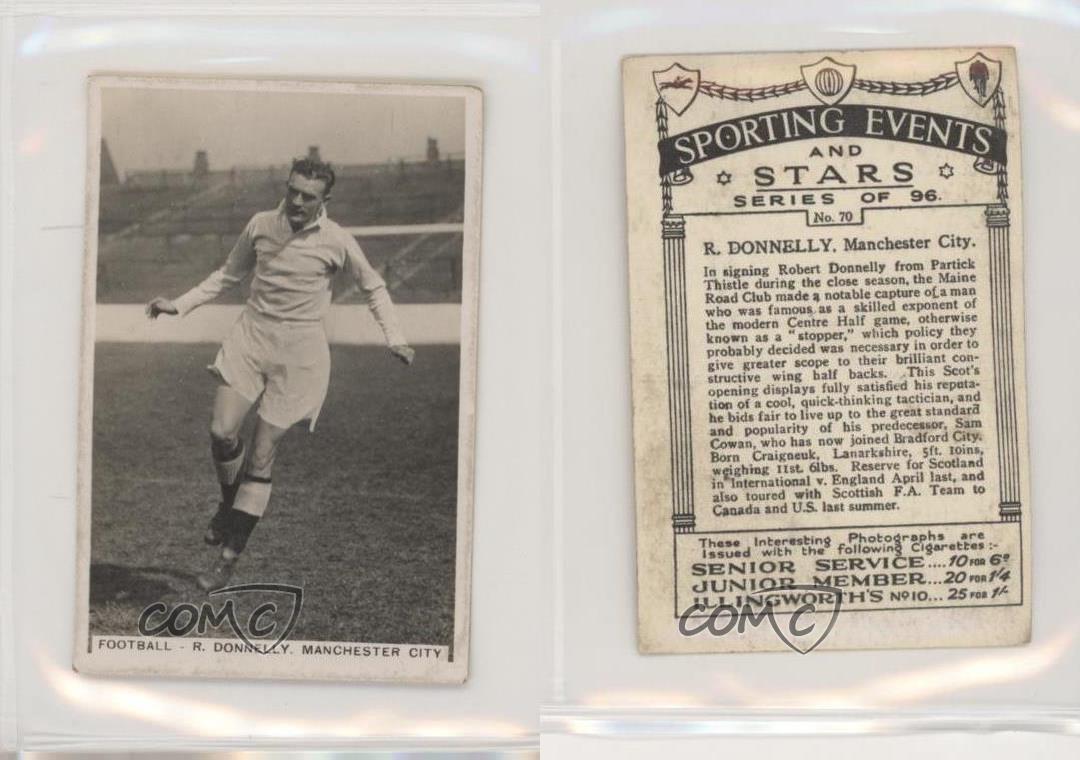 FOOTBALL - R. DONNELLY. MANCHESTER CITY
COMC
SPORTING EVENTS
AND
STARS
SERIES OF 96.
No. 70
R. DONNELLY, Manchester City.
In signing Robert Donnelly from Partick
Thistle during the close season, the Maine
Road Club made a notable capture of a man
who was famous as a skilled exponent of
the modern Centre Half game, otherwise
known as a "stopper," which policy they
probably decided was necessary in order to
give greater scope to their brilliant con-
structive wing half backs. This Scot's
opening displays fully satisfied his reputa-
tion of a cool, quick-thinking tactician, and
he bids fair to live up to the great standard
and popularity of his predecessor, Sam
Cowan, who has now joined Bradford City.
Born Craigneuk, Lanarkshire, 5ft. 10ins,
weighing 11st. 6lbs. Reserve for Scotland
in International v. England April last, and
also toured with Scottish F.A. Team to
Canada and U.S. last summer.
These Interesting Photographs are
Issued with the following Cigarettes:-
SENIOR SERVICE....10 FOR 6D
JUNIOR MEMBER...20 FOR 1/4
ILLINGWORTH'S No 10... 25 FOR 1/-
COMC